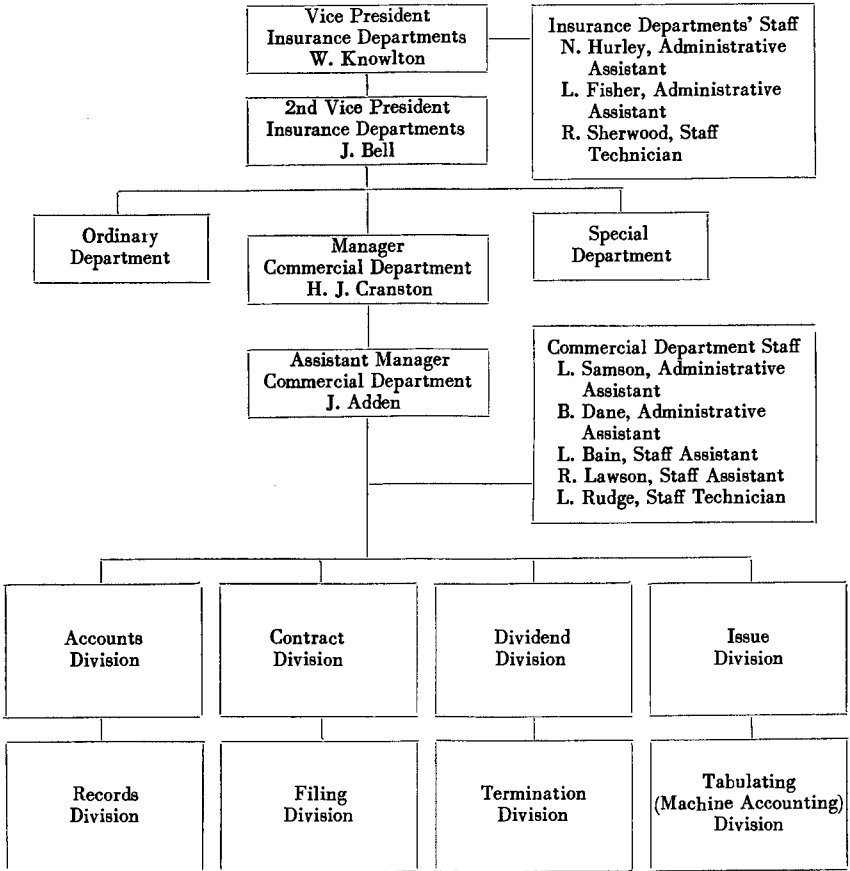 Vice President
Insurance Departments
W. Knowlton
Insurance Departments' Staff
N. Hurley, Administrative
Assistant
L. Fisher, Administrative
Assistant
R. Sherwood, Staff
Technician
2nd Vice President
Insurance Departments
J. Bell
Ordinary
Department
Manager
Commercial Department
H. J. Cranston
Special
Department
Assistant Manager
Commercial Department
J. Adden
Commercial Department Staff
L. Samson, Administrative
Assistant
B. Dane, Administrative
Assistant
L. Bain, Staff Assistant
R. Lawson, Staff Assistant
L. Rudge, Staff Technician
Accounts
Division
Contract
Division
Dividend
Division
Issue
Division
Records
Division
Filing
Division
Termination
Division
Tabulating
(Machine Accounting)
Division